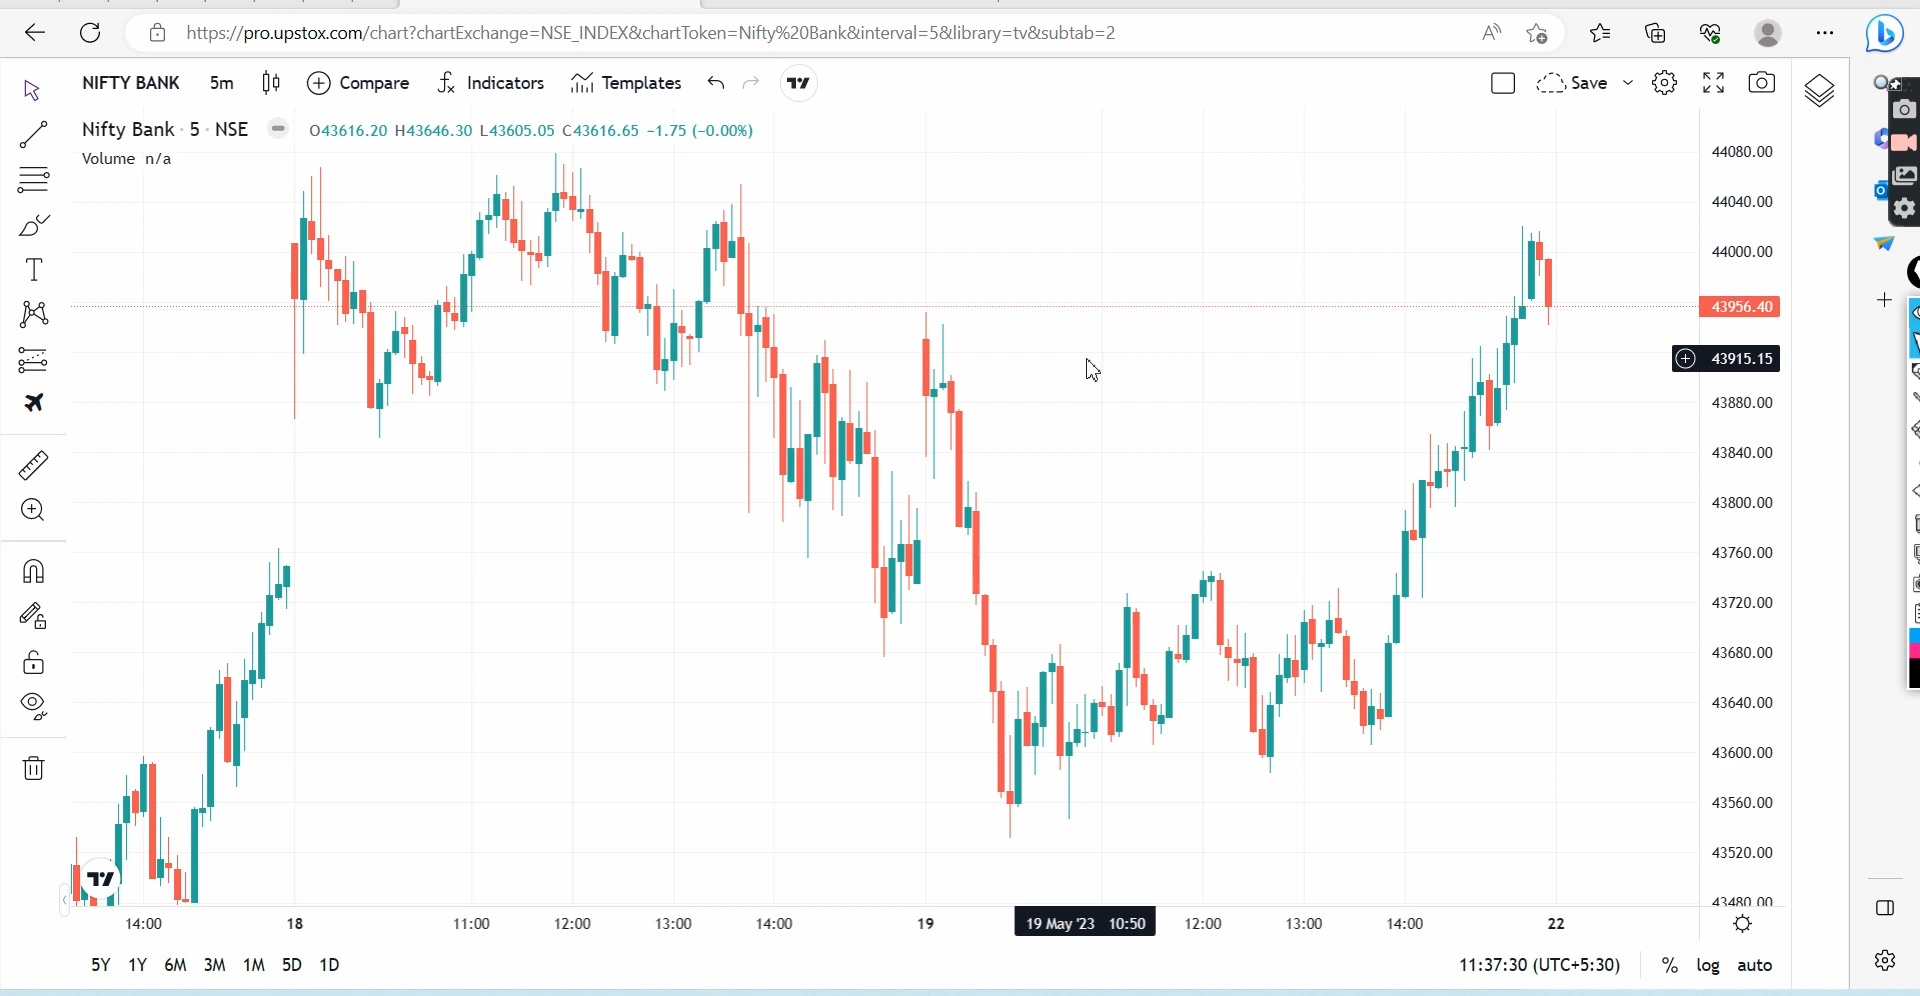 https://pro.upstox.com/chart?chartExchange=NSE_INDEX&chartToken=Nifty%20Bank&interval=5&library=tv&subtab=2
NIFTY BANK 5m Compare Indicators Templates Save
Nifty Bank · 5 · NSE O43616.20 H43646.30 L43605.05 C43616.65 −1.75 (−0.00%)
Volume n/a
44080.00
44040.00
44000.00
43956.40
43915.15
43880.00
43840.00
43800.00
43760.00
43720.00
43680.00
43640.00
43600.00
43560.00
43520.00
43480.00
14:00 18 11:00 12:00 13:00 14:00 19 19 May '23 10:50 12:00 13:00 14:00 22
5Y 1Y 6M 3M 1M 5D 1D 11:37:30 (UTC+5:30) % log auto